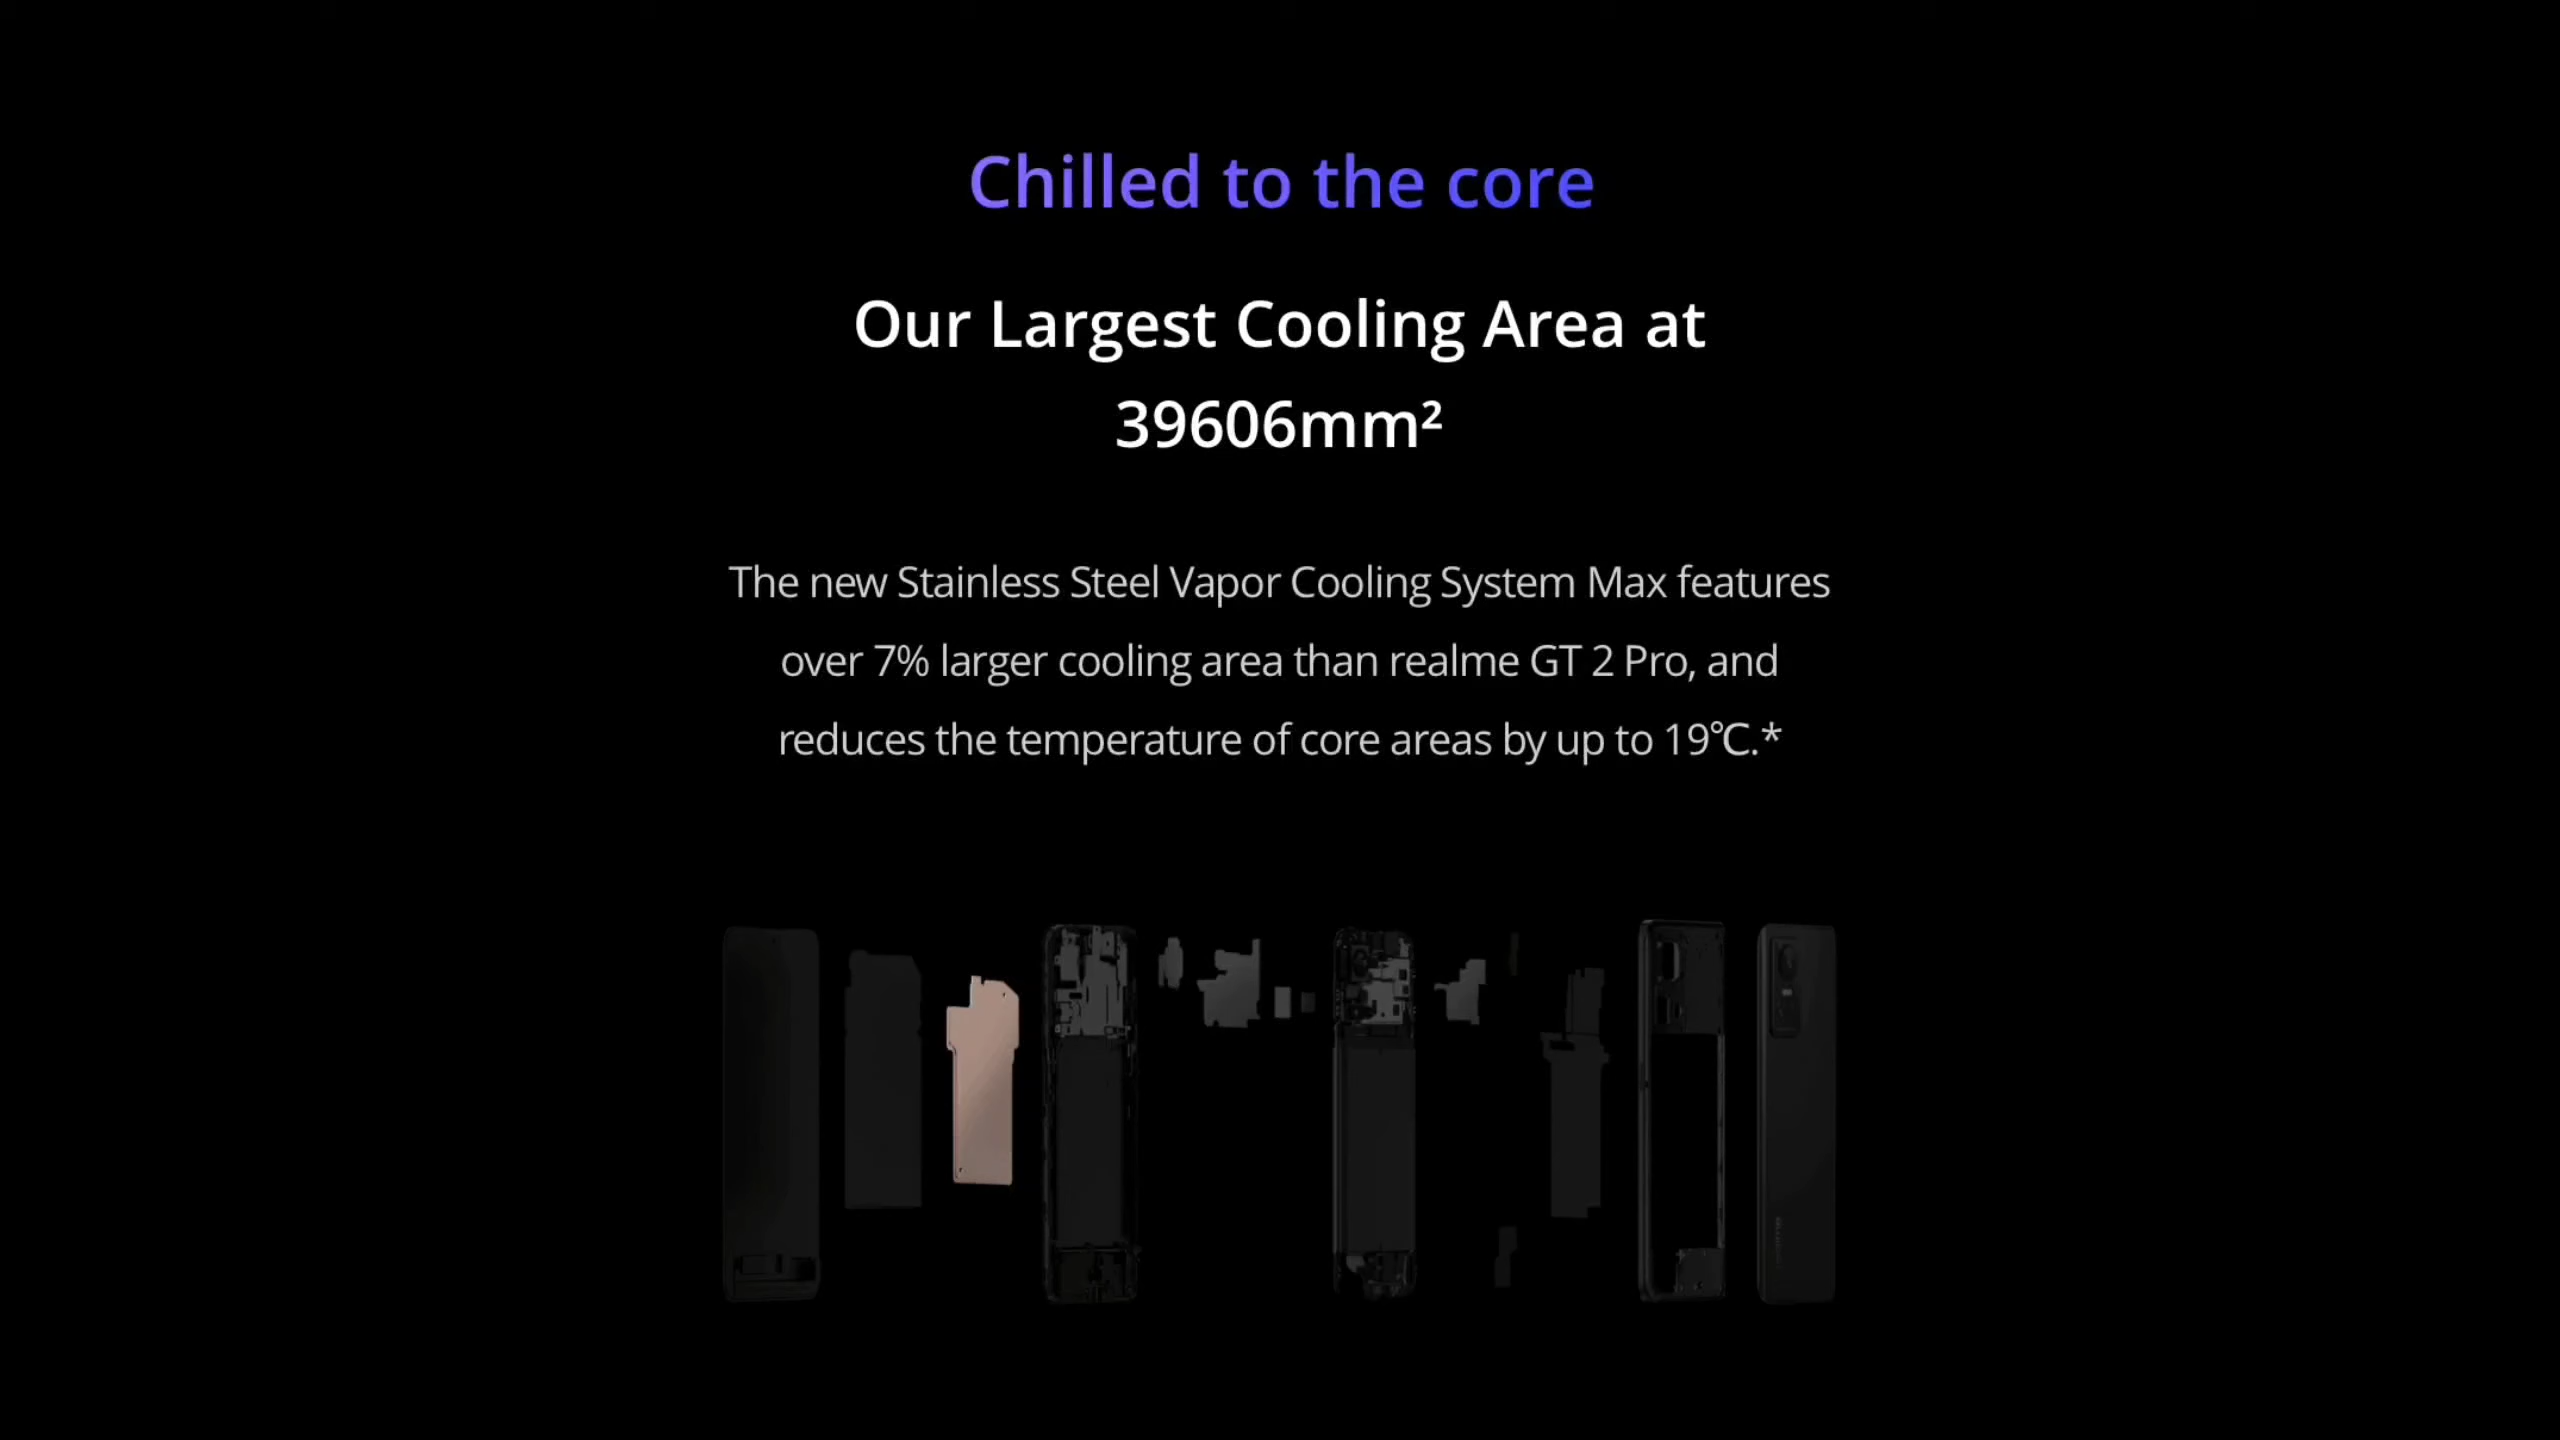 Chilled to the core
Our Largest Cooling Area at
39606mm²
The new Stainless Steel Vapor Cooling System Max features
over 7% larger cooling area than realme GT 2 Pro, and
reduces the temperature of core areas by up to 19℃.*